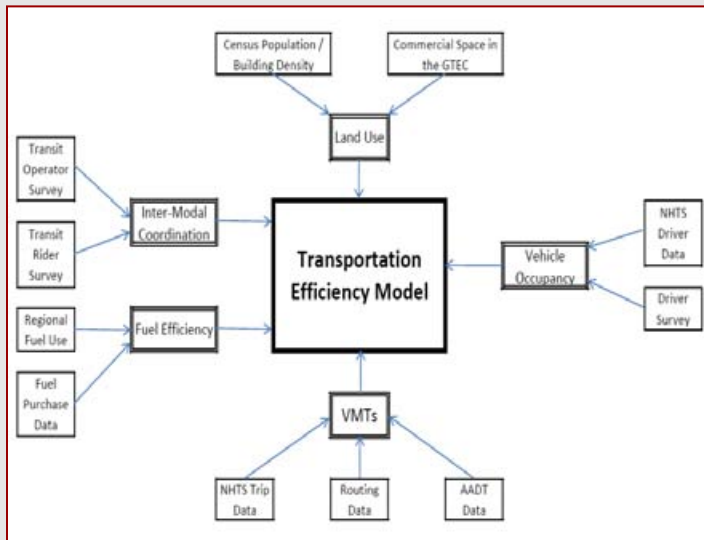 Census Population /
Building Density
Commercial Space in
the GTEC
Land Use
Transit
Operator
Survey
Inter-Modal
Coordination
Transit
Rider
Survey
Transportation
Efficiency Model
NHTS
Driver
Data
Vehicle
Occupancy
Driver
Survey
Regional
Fuel Use
Fuel Efficiency
Fuel
Purchase
Data
VMTs
NHTS Trip
Data
Routing
Data
AADT
Data